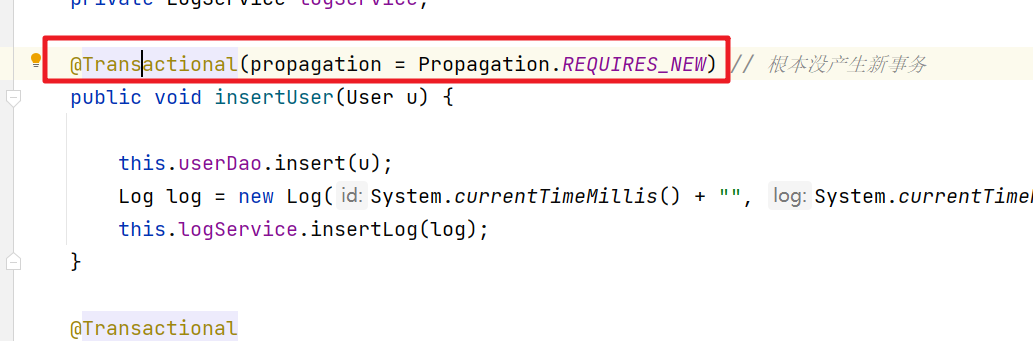 private LogService logService;
@Transactional(propagation = Propagation.REQUIRES_NEW) // 根本没产生新事务
public void insertUser(User u) {
this.userDao.insert(u);
Log log = new Log( id: System.currentTimeMillis() + "", log: System.currentTimeM
this.logService.insertLog(log);
}
@Transactional